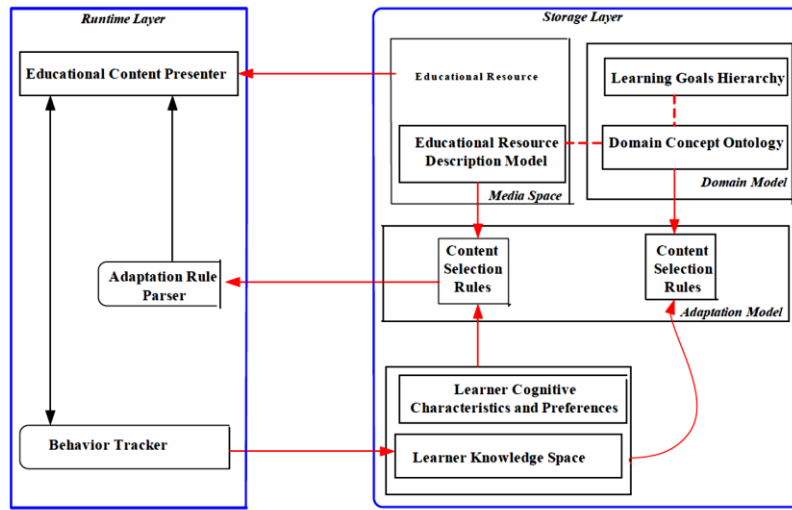 Runtime Layer
Educational Content Presenter
Adaptation Rule
Parser
Behavior Tracker
Storage Layer
Educational Resource
Educational Resource
Description Model
Media Space
Learning Goals Hierarchy
Domain Concept Ontology
Domain Model
Content
Selection
Rules
Content
Selection
Rules
Adaptation Model
Learner Cognitive
Characteristics and Preferences
Learner Knowledge Space